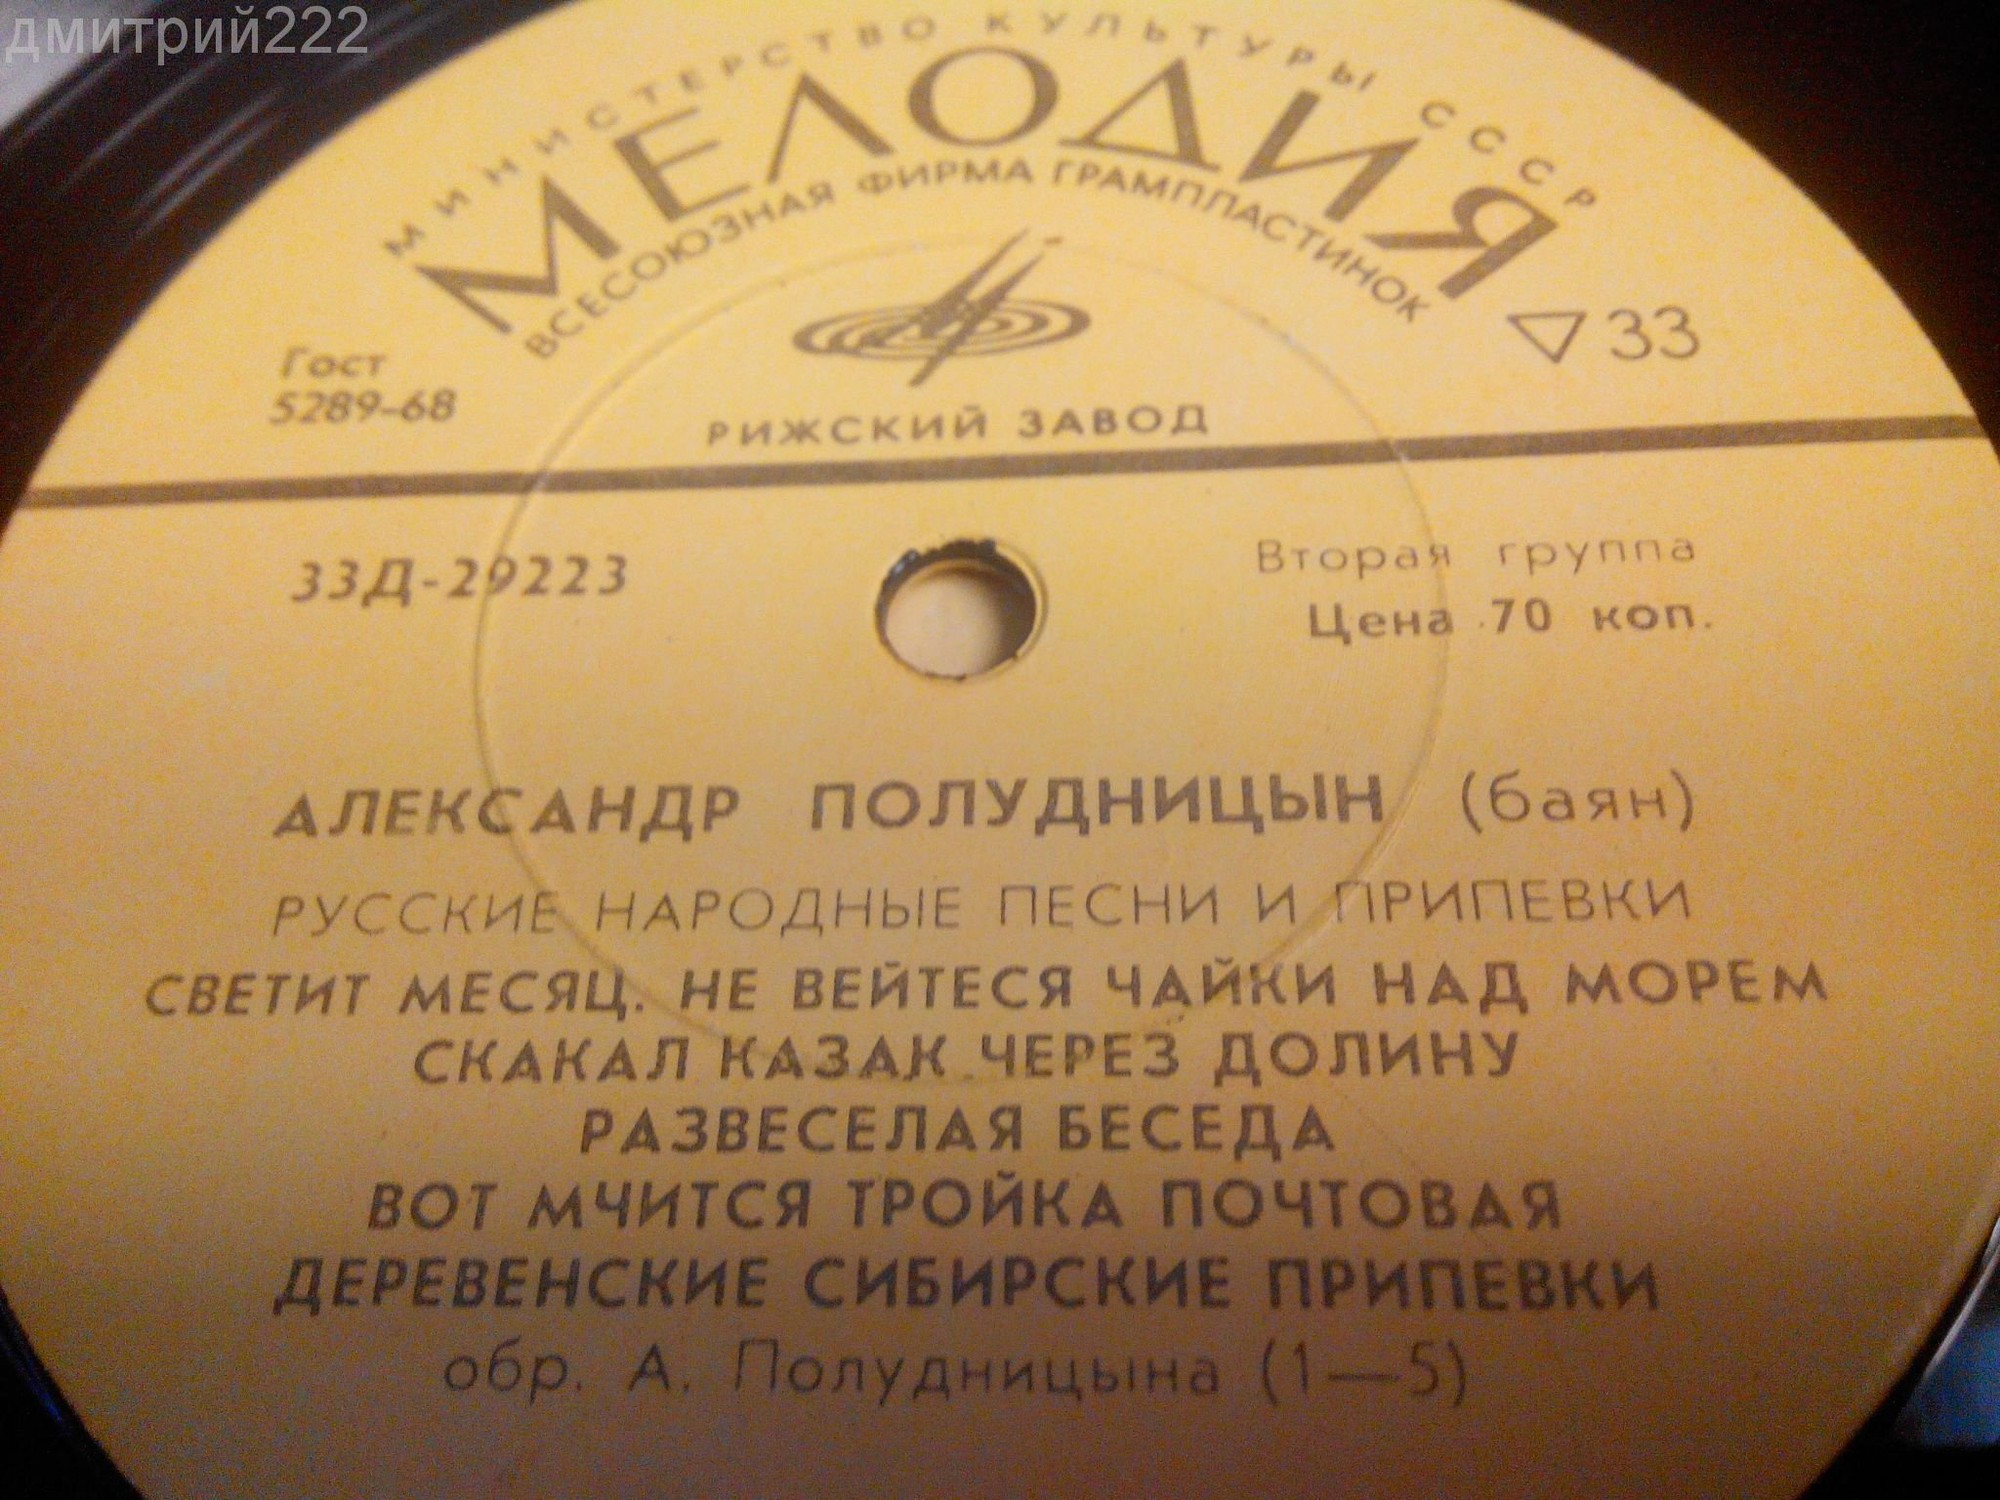 дмитрий222
МИНИСТЕРСТВО КУЛЬТУРЫ СССР
МЕЛОДИЯ
ВСЕСОЮЗНАЯ ФИРМА ГРАМПЛАСТИНОК
33
Гост
5289-68
РИЖСКИЙ ЗАВОД
33Д-29223
Вторая группа
Цена 70 коп.
АЛЕКСАНДР ПОЛУДНИЦЫН (баян)
РУССКИЕ НАРОДНЫЕ ПЕСНИ И ПРИПЕВКИ
СВЕТИТ МЕСЯЦ. НЕ ВЕЙТЕСЯ ЧАЙКИ НАД МОРЕМ
СКАКАЛ КАЗАК ЧЕРЕЗ ДОЛИНУ
РАЗВЕСЕЛАЯ БЕСЕДА
ВОТ МЧИТСЯ ТРОЙКА ПОЧТОВАЯ
ДЕРЕВЕНСКИЕ СИБИРСКИЕ ПРИПЕВКИ
обр. А. Полудницына (1—5)